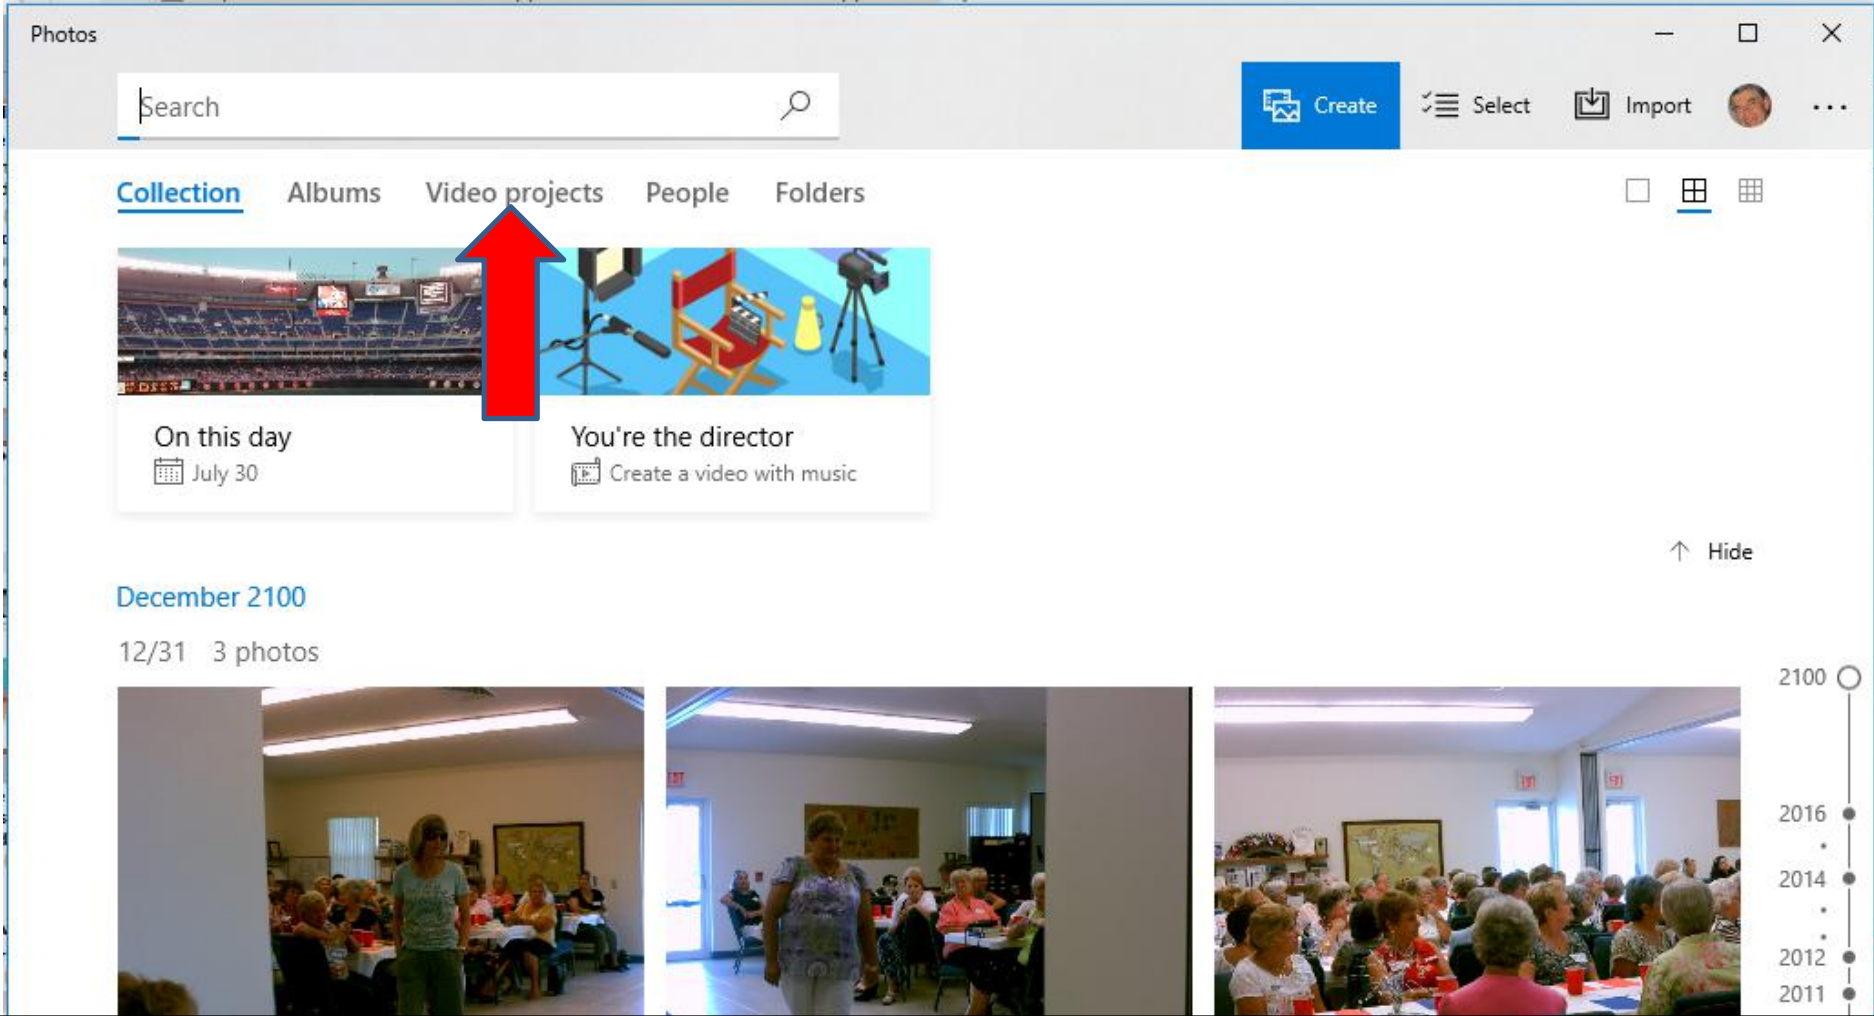 Photos
Search
Create
Select
Import
Collection
Albums
Video projects
People
Folders
On this day
July 30
You're the director
Create a video with music
Hide
December 2100
12/31 3 photos
2100
2016
2014
2012
2011